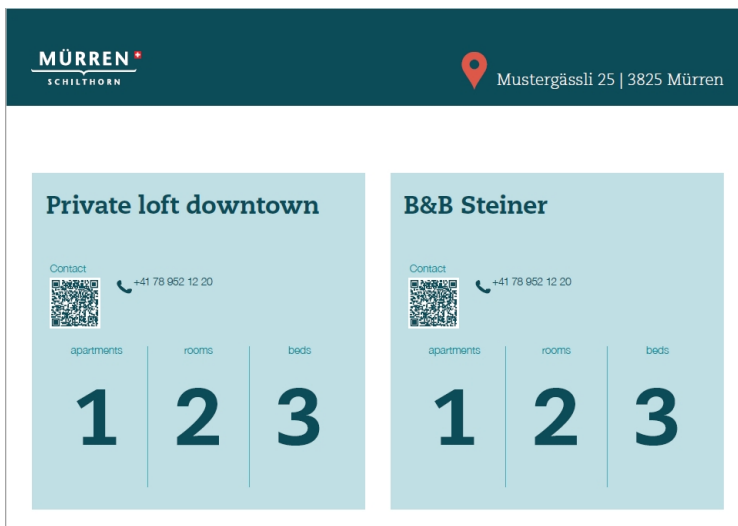 MÜRREN
SCHILTHORN
Mustergässli 25 | 3825 Mürren
Private loft downtown
Contact
+41 78 952 12 20
apartments rooms beds
1 2 3
B&B Steiner
Contact
+41 78 952 12 20
apartments rooms beds
1 2 3